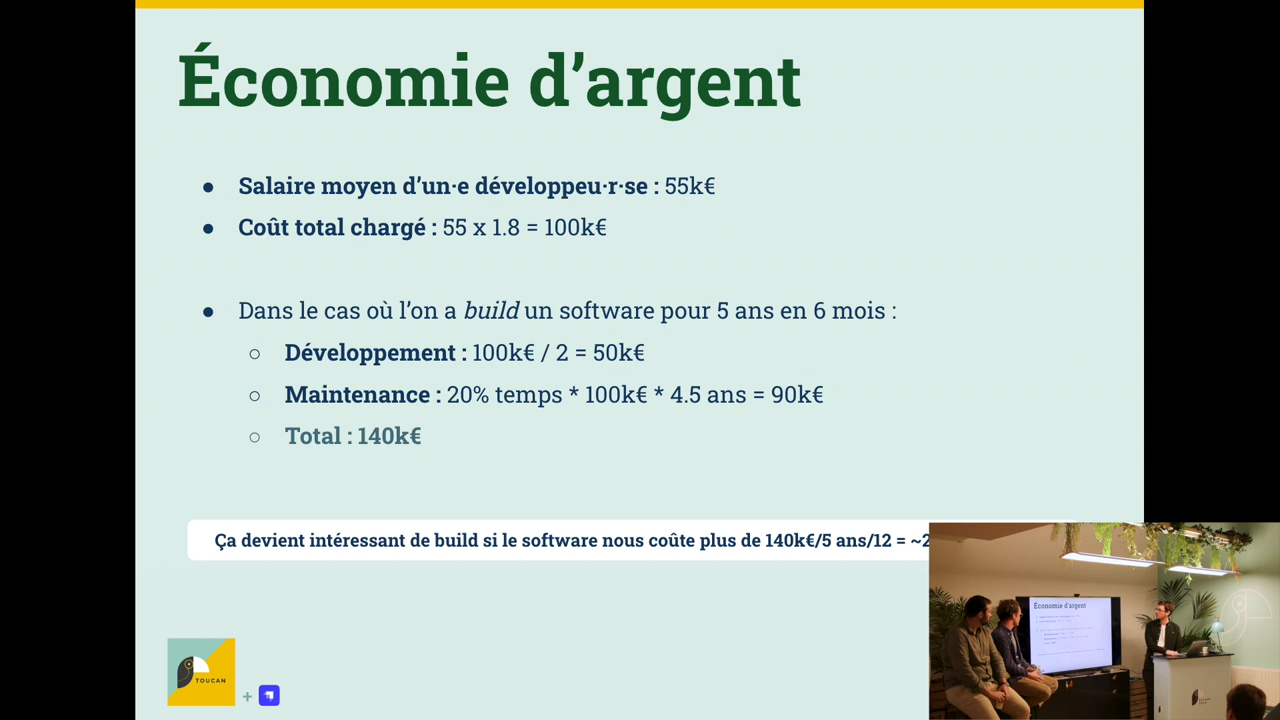 Économie d’argent
● Salaire moyen d’un·e développeu·r·se : 55k€
● Coût total chargé : 55 x 1.8 = 100k€
● Dans le cas où l’on a build un software pour 5 ans en 6 mois :
○ Développement : 100k€ / 2 = 50k€
○ Maintenance : 20% temps * 100k€ * 4.5 ans = 90k€
○ Total : 140k€
Ça devient intéressant de build si le software nous coûte plus de 140k€/5 ans/12 = ~2
TOUCAN
+
Économie d’argent